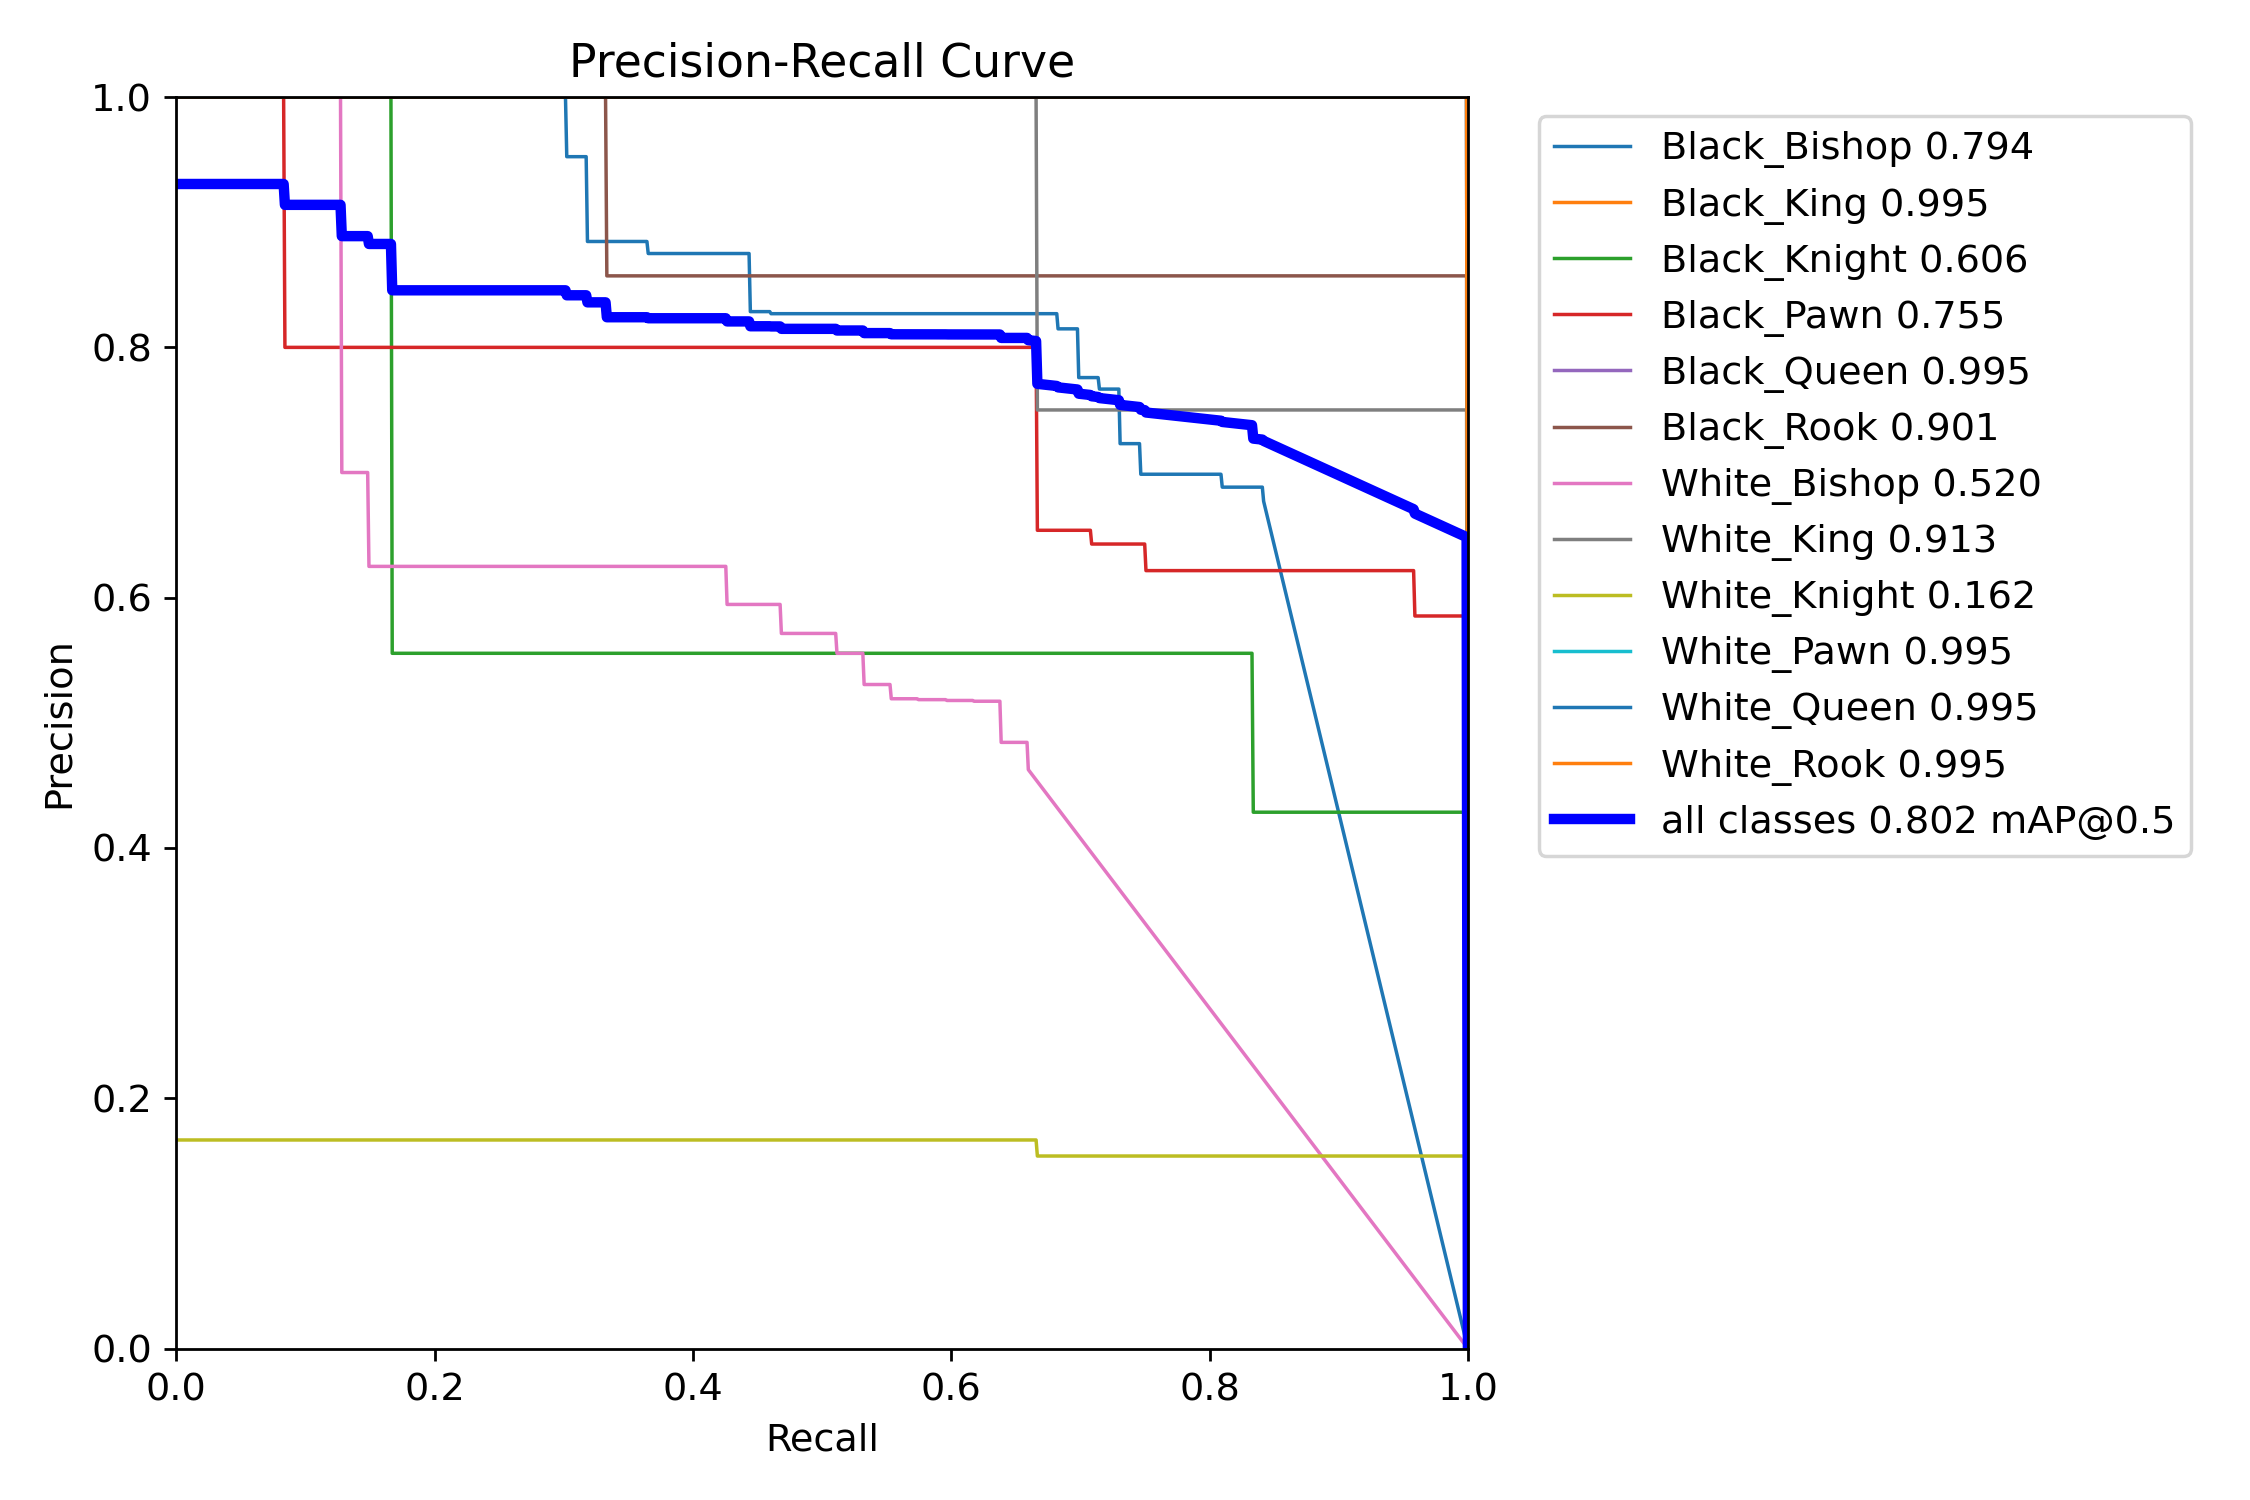 Precision-Recall Curve
1.0
0.8
0.6
0.4
0.2
0.0
Precision
0.0 0.2 0.4 0.6 0.8 1.0
Recall
Black_Bishop 0.794
Black_King 0.995
Black_Knight 0.606
Black_Pawn 0.755
Black_Queen 0.995
Black_Rook 0.901
White_Bishop 0.520
White_King 0.913
White_Knight 0.162
White_Pawn 0.995
White_Queen 0.995
White_Rook 0.995
all classes 0.802 mAP@0.5